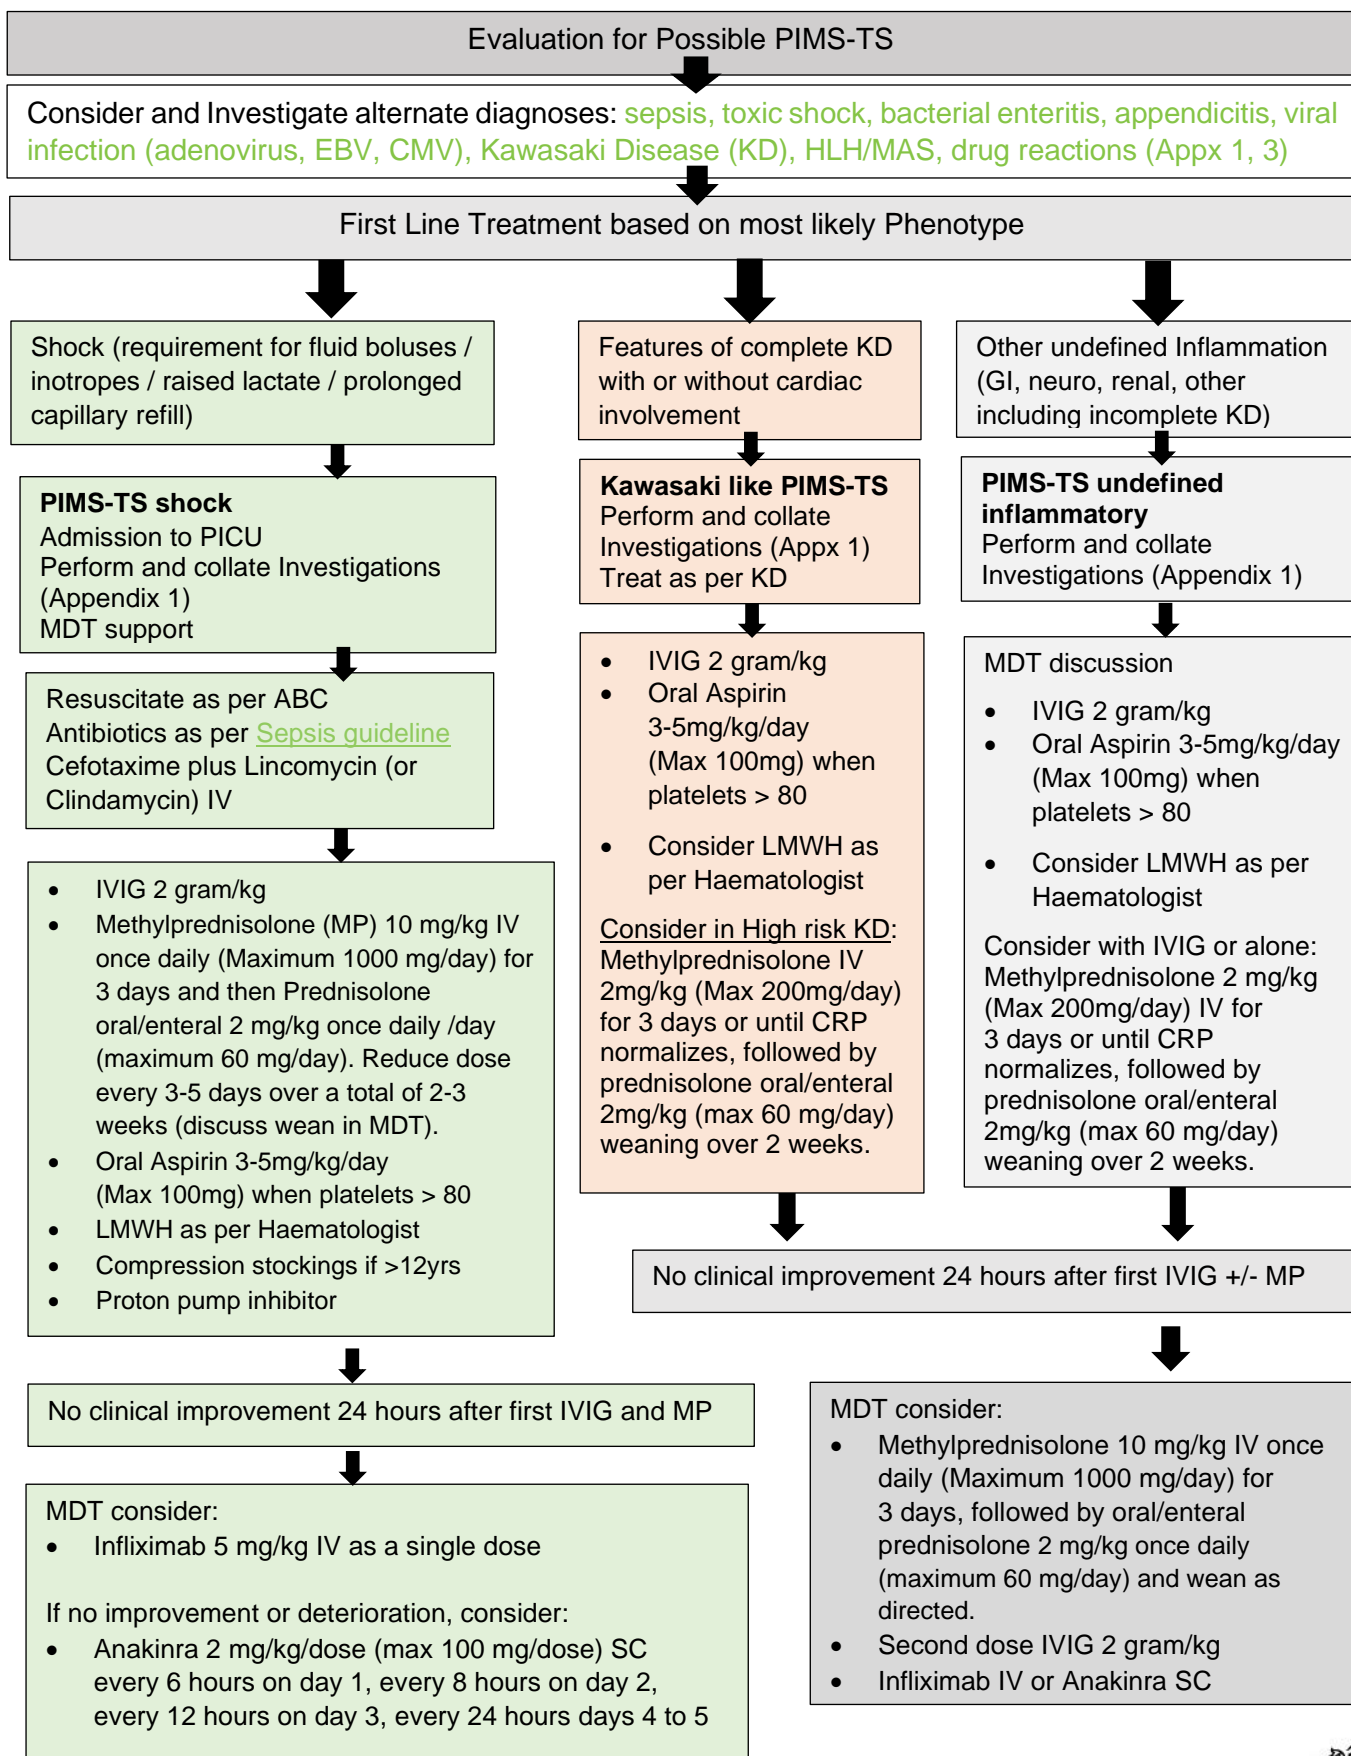 Evaluation for Possible PIMS-TS
Consider and Investigate alternate diagnoses: sepsis, toxic shock, bacterial enteritis, appendicitis, viral
infection (adenovirus, EBV, CMV), Kawasaki Disease (KD), HLH/MAS, drug reactions (Appx 1, 3)
First Line Treatment based on most likely Phenotype
Shock (requirement for fluid boluses /
inotropes / raised lactate / prolonged
capillary refill)
PIMS-TS shock
Admission to PICU
Perform and collate Investigations
(Appendix 1)
MDT support
Resuscitate as per ABC
Antibiotics as per Sepsis guideline
Cefotaxime plus Lincomycin (or
Clindamycin) IV
• IVIG 2 gram/kg
• Methylprednisolone (MP) 10 mg/kg IV
once daily (Maximum 1000 mg/day) for
3 days and then Prednisolone
oral/enteral 2 mg/kg once daily /day
(maximum 60 mg/day). Reduce dose
every 3-5 days over a total of 2-3
weeks (discuss wean in MDT).
• Oral Aspirin 3-5mg/kg/day
(Max 100mg) when platelets > 80
• LMWH as per Haematologist
• Compression stockings if >12yrs
• Proton pump inhibitor
No clinical improvement 24 hours after first IVIG and MP
MDT consider:
• Infliximab 5 mg/kg IV as a single dose
If no improvement or deterioration, consider:
• Anakinra 2 mg/kg/dose (max 100 mg/dose) SC
every 6 hours on day 1, every 8 hours on day 2,
every 12 hours on day 3, every 24 hours days 4 to 5
Features of complete KD
with or without cardiac
involvement
Kawasaki like PIMS-TS
Perform and collate
Investigations (Appx 1)
Treat as per KD
• IVIG 2 gram/kg
• Oral Aspirin
3-5mg/kg/day
(Max 100mg) when
platelets > 80
• Consider LMWH as
per Haematologist
Consider in High risk KD:
Methylprednisolone IV
2mg/kg (Max 200mg/day)
for 3 days or until CRP
normalizes, followed by
prednisolone oral/enteral
2mg/kg (max 60 mg/day)
weaning over 2 weeks.
Other undefined Inflammation
(GI, neuro, renal, other
including incomplete KD)
PIMS-TS undefined
inflammatory
Perform and collate
Investigations (Appendix 1)
MDT discussion
• IVIG 2 gram/kg
• Oral Aspirin 3-5mg/kg/day
(Max 100mg) when
platelets > 80
• Consider LMWH as per
Haematologist
Consider with IVIG or alone:
Methylprednisolone 2 mg/kg
(Max 200mg/day) IV for
3 days or until CRP
normalizes, followed by
prednisolone oral/enteral
2mg/kg (max 60 mg/day)
weaning over 2 weeks.
No clinical improvement 24 hours after first IVIG +/- MP
MDT consider:
• Methylprednisolone 10 mg/kg IV once
daily (Maximum 1000 mg/day) for
3 days, followed by oral/enteral
prednisolone 2 mg/kg once daily
(maximum 60 mg/day) and wean as
directed.
• Second dose IVIG 2 gram/kg
• Infliximab IV or Anakinra SC